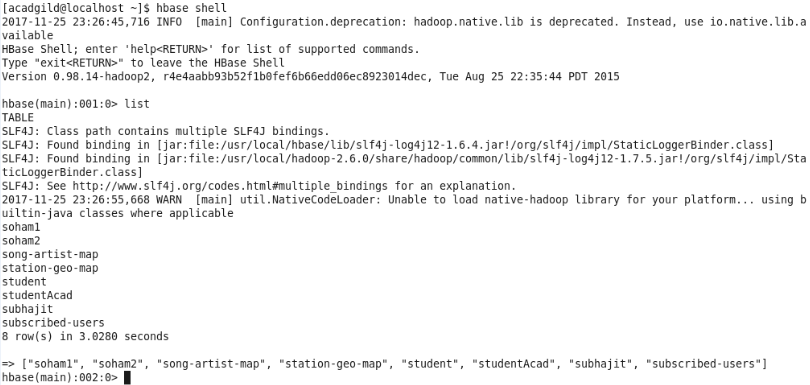 [acadgild@localhost ~]$ hbase shell
2017-11-25 23:26:45,716 INFO  [main] Configuration.deprecation: hadoop.native.lib is deprecated. Instead, use io.native.lib.a
vailable
HBase Shell; enter 'help<RETURN>' for list of supported commands.
Type "exit<RETURN>" to leave the HBase Shell
Version 0.98.14-hadoop2, r4e4aabb93b52f1b0fef6b66edd06ec8923014dec, Tue Aug 25 22:35:44 PDT 2015

hbase(main):001:0> list
TABLE
SLF4J: Class path contains multiple SLF4J bindings.
SLF4J: Found binding in [jar:file:/usr/local/hbase/lib/slf4j-log4j12-1.6.4.jar!/org/slf4j/impl/StaticLoggerBinder.class]
SLF4J: Found binding in [jar:file:/usr/local/hadoop-2.6.0/share/hadoop/common/lib/slf4j-log4j12-1.7.5.jar!/org/slf4j/impl/Sta
ticLoggerBinder.class]
SLF4J: See http://www.slf4j.org/codes.html#multiple_bindings for an explanation.
2017-11-25 23:26:55,668 WARN  [main] util.NativeCodeLoader: Unable to load native-hadoop library for your platform... using b
uiltin-java classes where applicable
soham1
soham2
song-artist-map
station-geo-map
student
studentAcad
subhajit
subscribed-users
8 row(s) in 3.0280 seconds

=> ["soham1", "soham2", "song-artist-map", "station-geo-map", "student", "studentAcad", "subhajit", "subscribed-users"]
hbase(main):002:0>